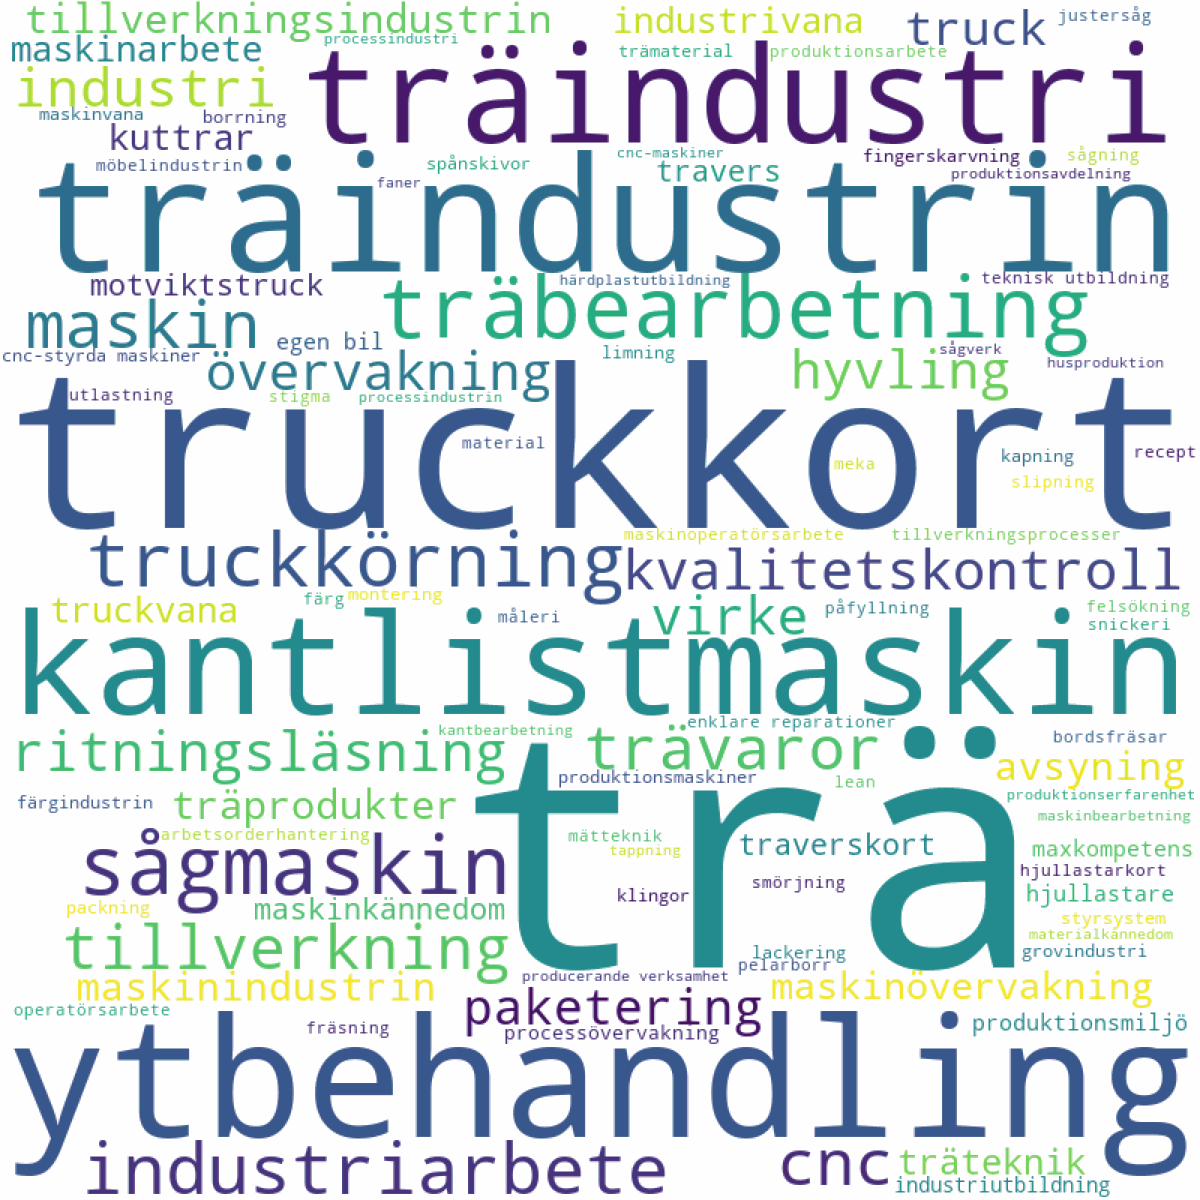 tillverkningsindustrin industrivana truck justersåg
maskinarbete processindustri trämaterial produktionsarbete
industri träindustri
maskinvana borrning
kuttrar
möbelindustrin spånskivor cnc-maskiner travers fingerskarvning sågning
faner produktionsavdelning
träindustrin
motviktstruck härdplastutbildning teknisk utbildning
maskin träbearbetning
egen bil limning sågverk
cnc-styrda maskiner övervakning hyvling husproduktion
utlastning stigma processindustrin
truckkort
material meka kapning recept
slipning
truckkörning maskinoperatörsarbete tillverkningsprocesser
kvalitetskontroll
truckvana färg montering måleri virke påfyllning felsökning
snickeri
kantlistmaskin
kantbearbetning enklare reparationer
ritningsläsning trävaror bordsfräsar
produktionsmaskiner lean avsyning
färgindustrin träprodukter produktionserfarenhet
maskinbearbetning
arbetsorderhantering mätteknik
trä
tappning traverskort maxkompetens
sågmaskin hjullastarkort
klingor smörjning hjullastare
packning maskinkännedom styrsystem
materialkännedom
tillverkning lackering grovindustri
pelarborr
maskinindustrin producerande verksamhet maskinövervakning
operatörsarbete paketering
fräsning processövervakning produktionsmiljö
ytbehandling
industriarbete cnc träteknik
industriutbildning